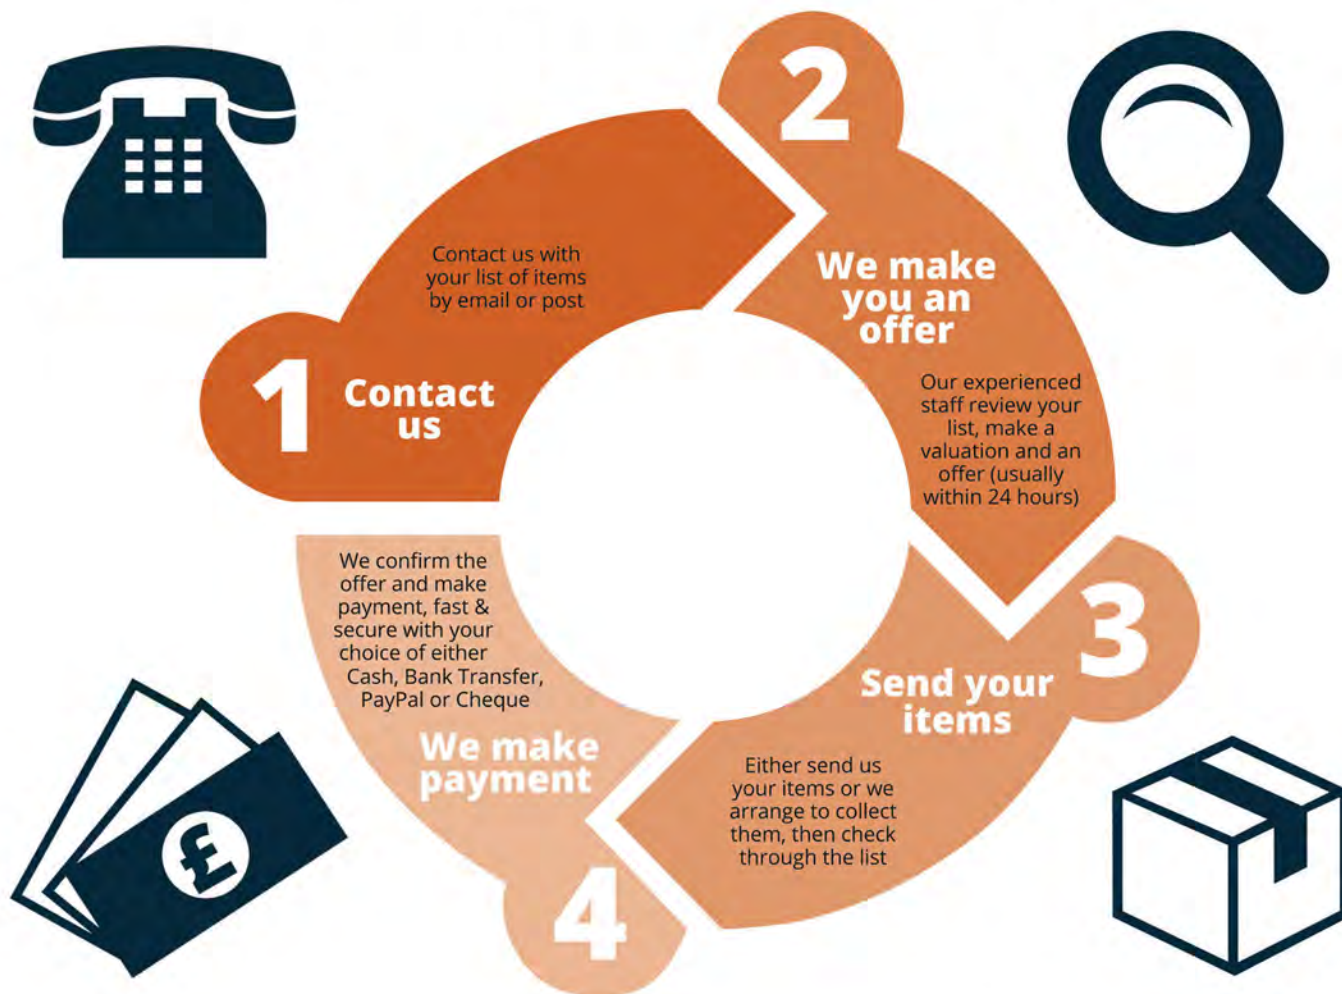 1
Contact
us
Contact us with
your list of items
by email or post
2
We make
you an
offer
Our experienced
staff review your
list, make a
valuation and an
offer (usually
within 24 hours)
3
Send your
items
Either send us
your items or we
arrange to collect
them, then check
through the list
4
We make
payment
We confirm the
offer and make
payment, fast &
secure with your
choice of either
Cash, Bank Transfer,
PayPal or Cheque
£